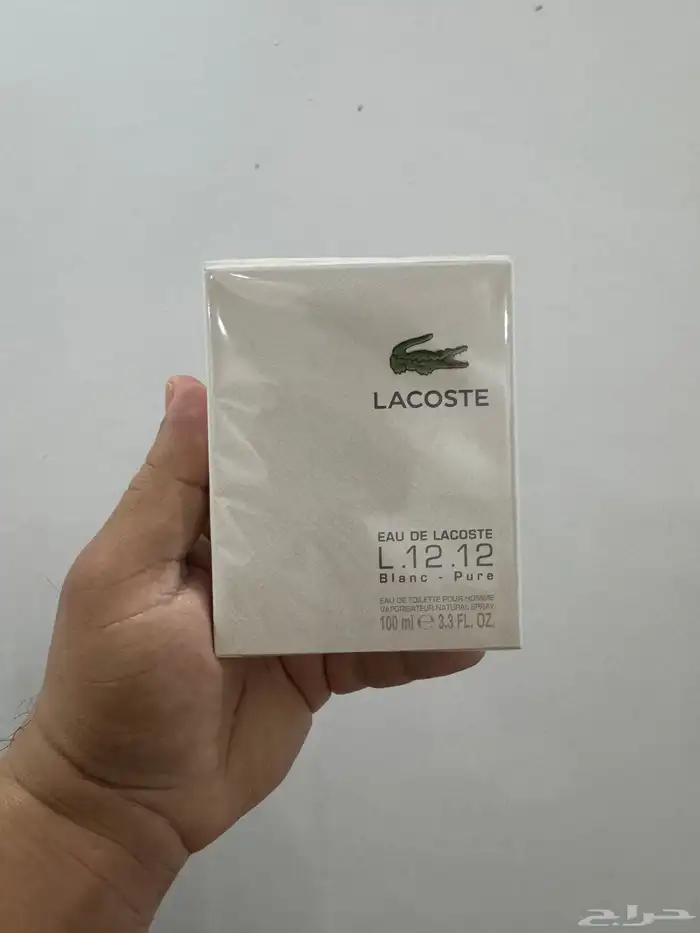 LACOSTE
EAU DE LACOSTE
L.12.12
Blanc - Pure
EAU DE TOILETTE POUR HOMME
VAPORISATEUR NATURAL SPRAY
100 ml ℮ 3.3 FL. OZ.
حراج